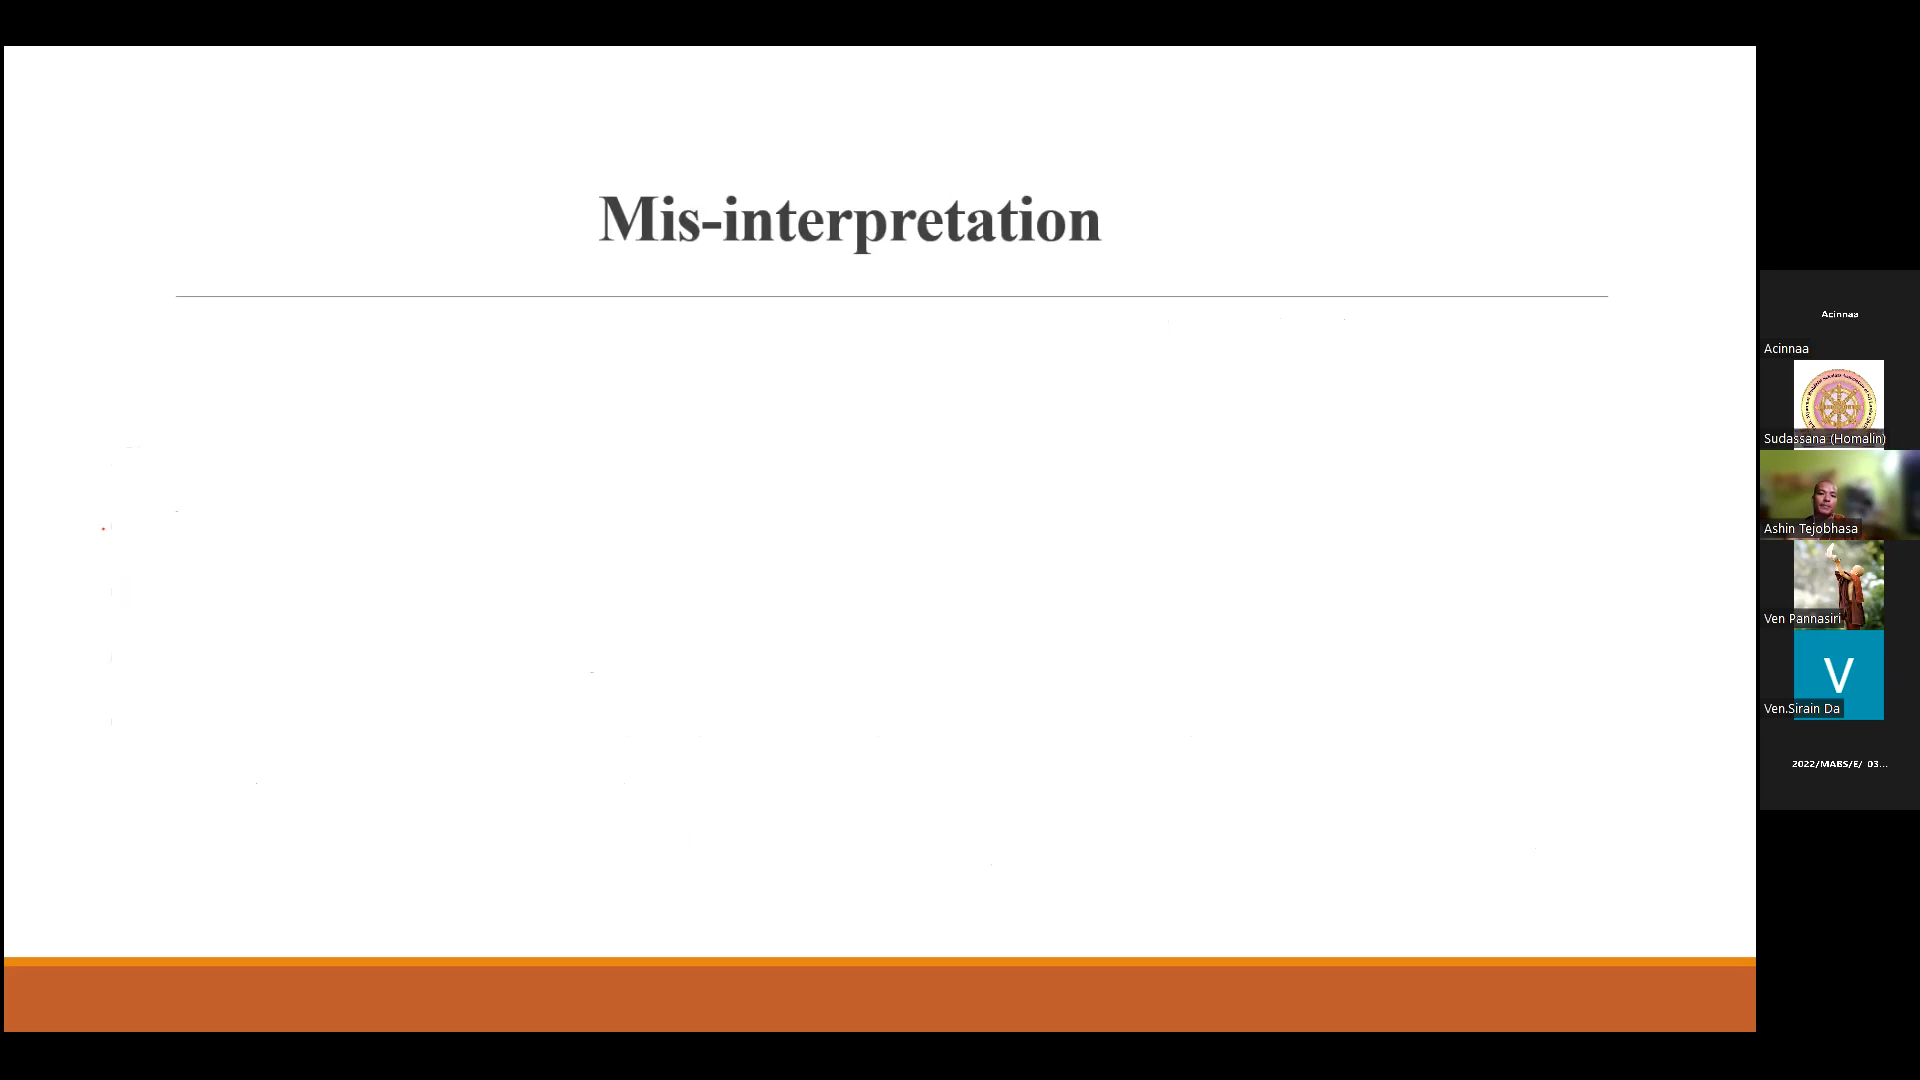 Mis-interpretation
Acinnaa
Acinnaa
Sudassana (Homalin)
Ashin Tejobhasa
Ven Pannasiri
V
Ven.Sirain Da
2022/MABS/E/ 03...